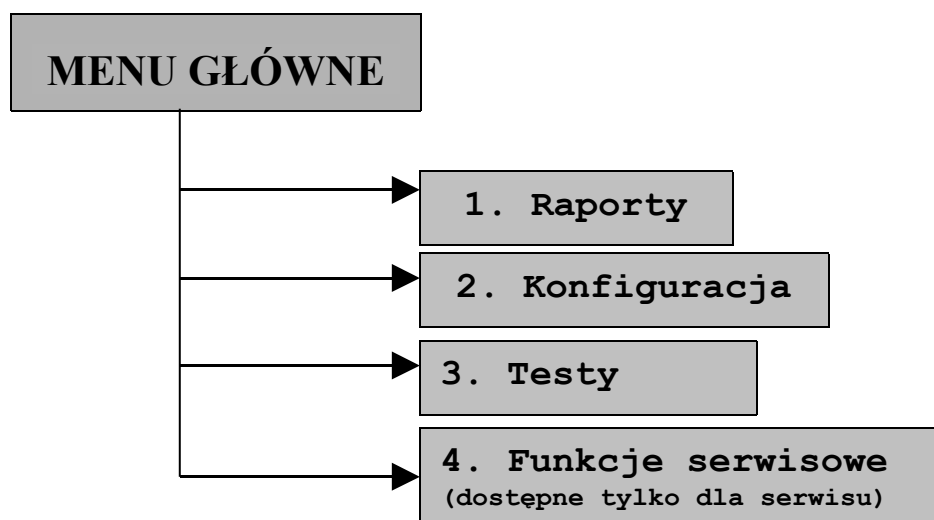 MENU GŁÓWNE
1. Raporty
2. Konfiguracja
3. Testy
4. Funkcje serwisowe
(dostępne tylko dla serwisu)